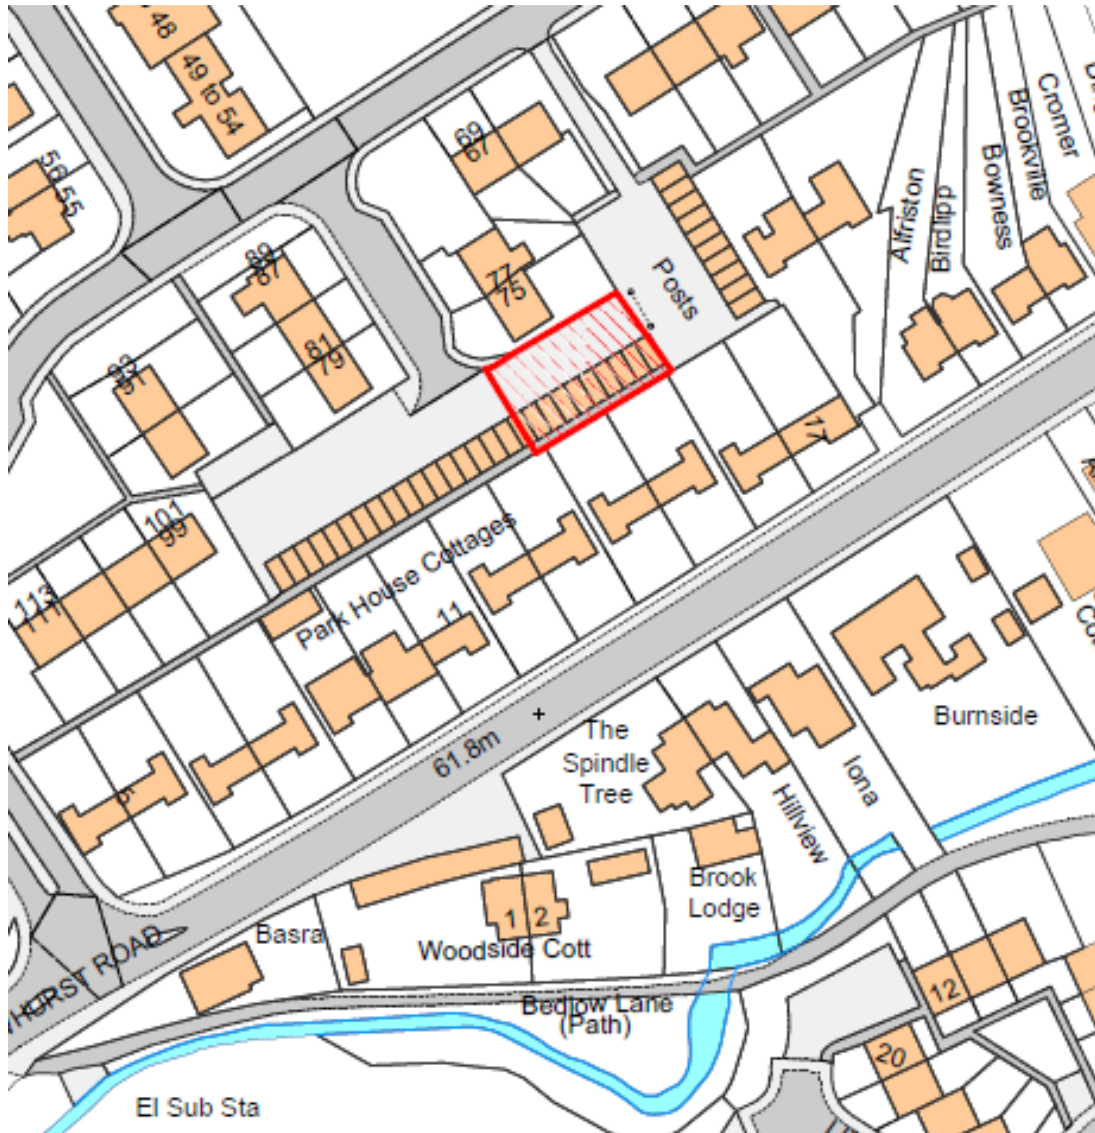 48
49 to 54
56 55
69
67
Cromer
Brookville
Bowness
Birdlipp
Alfriston
89
87
77
75
Posts
81
79
93
91
101
99
17
113
111
Park House Cottages
11
5
61.8m
The
Spindle
Tree
Burnside
Iona
Hillview
Brook
Lodge
1 2
Basra
Woodside Cott
HURST ROAD
Bedlow Lane
(Path)
12
20
El Sub Sta